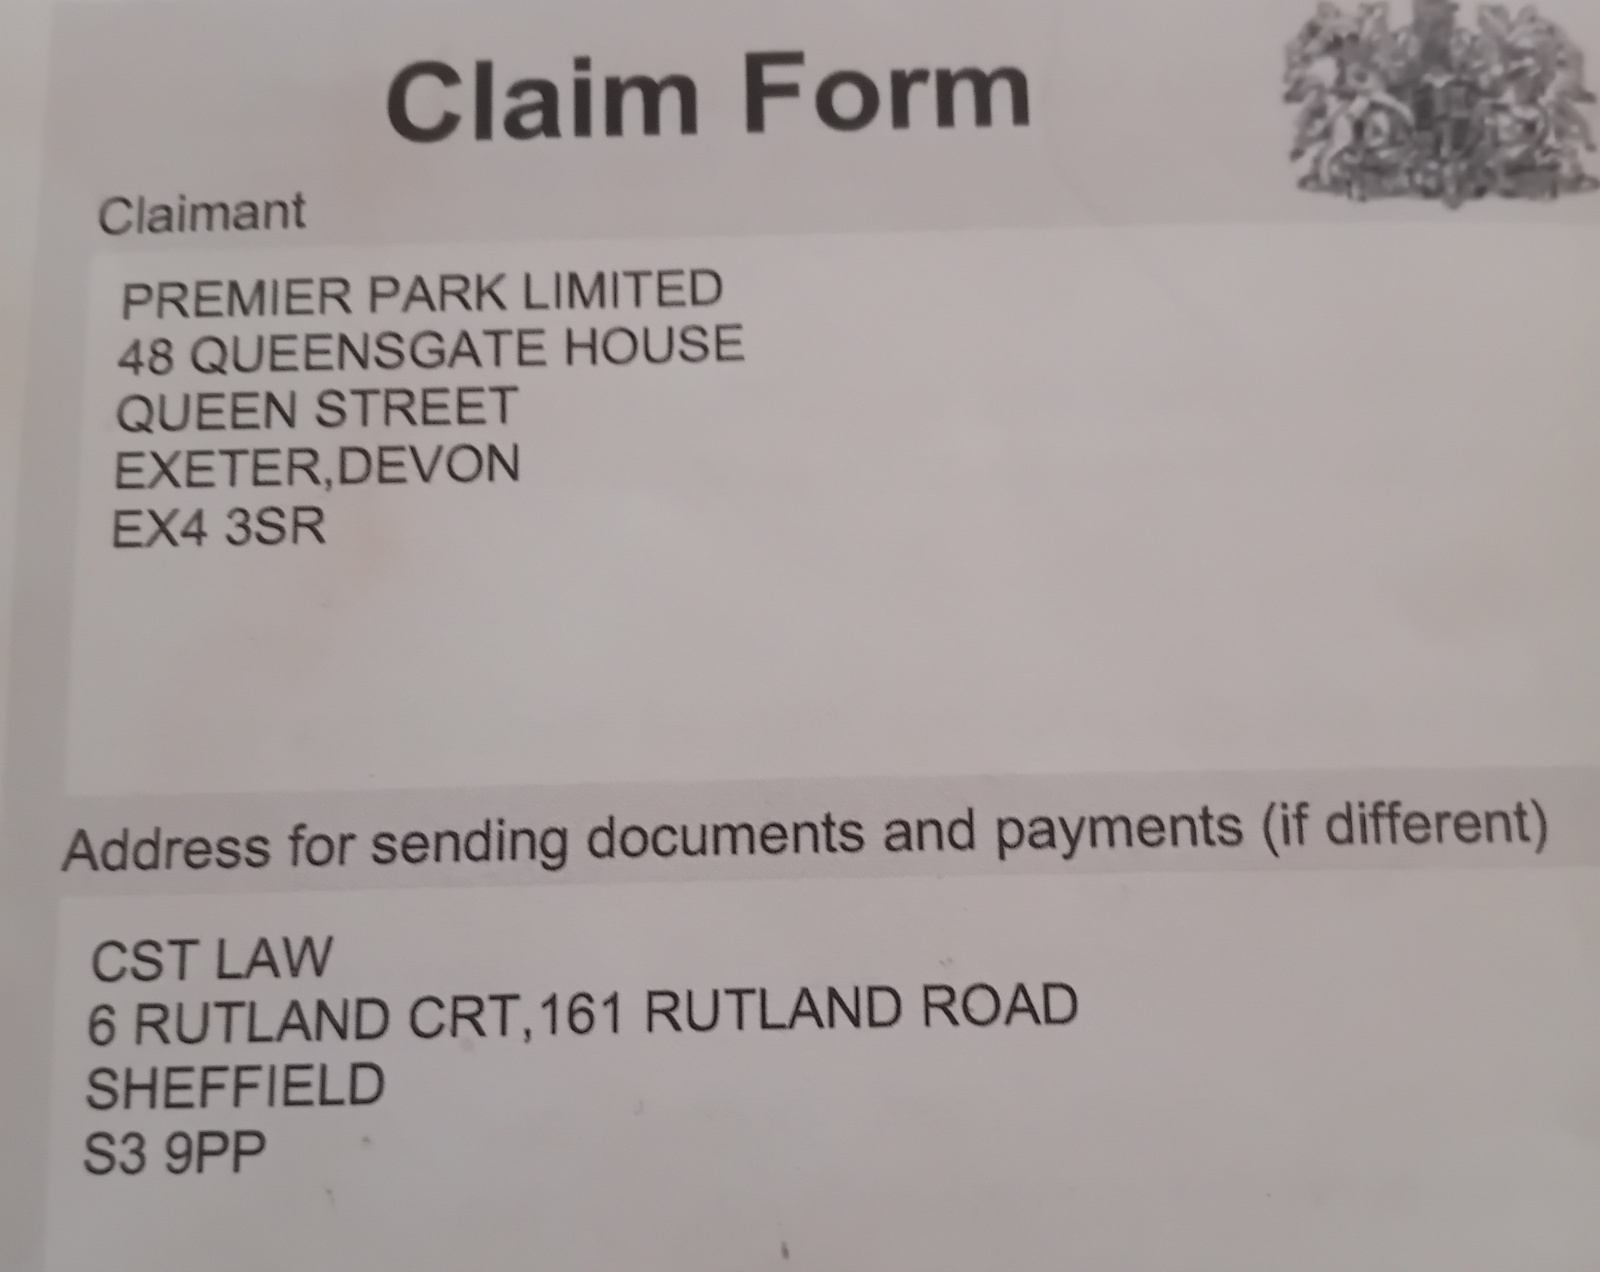 Claim Form
Claimant
PREMIER PARK LIMITED
48 QUEENSGATE HOUSE
QUEEN STREET
EXETER,DEVON
EX4 3SR
Address for sending documents and payments (if different)
CST LAW
6 RUTLAND CRT,161 RUTLAND ROAD
SHEFFIELD
S3 9PP